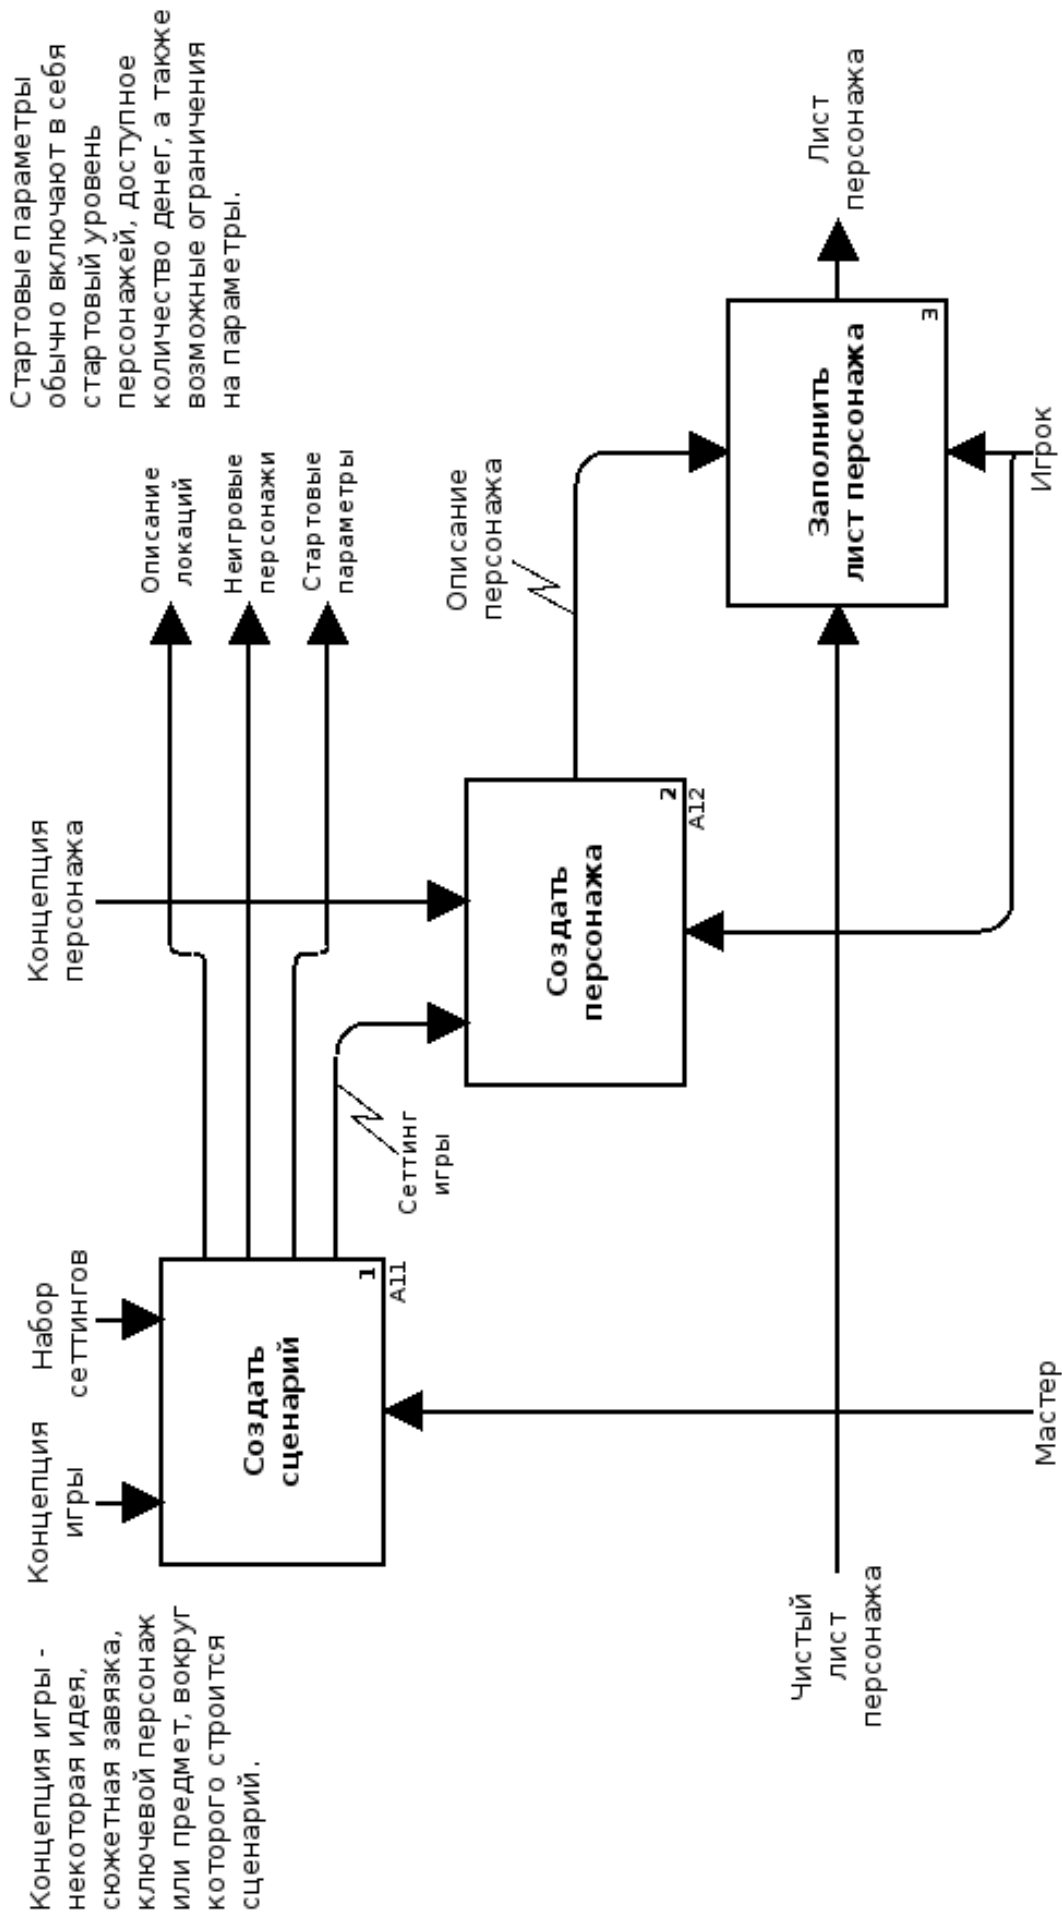 Концепция игры -
некоторая идея,
сюжетная завязка,
ключевой персонаж
или предмет, вокруг
которого строится
сценарий.
Концепция
игры
Набор
сеттингов
Концепция
персонажа
Стартовые параметры
обычно включают в себя
стартовый уровень
персонажей, доступное
количество денег, а также
возможные ограничения
на параметры.
Описание
локаций
Неигровые
персонажи
Стартовые
параметры
Создать
сценарий
1
A11
Сеттинг
игры
Создать
персонажа
2
A12
Описание
персонажа
Заполнить
лист персонажа
3
Лист
персонажа
Чистый
лист
персонажа
Мастер
Игрок